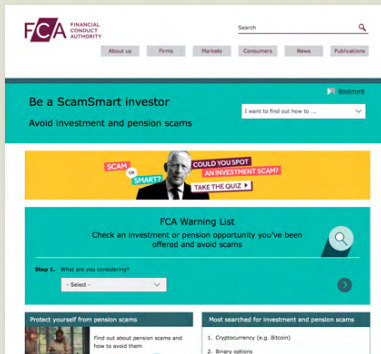 FCA FINANCIAL
CONDUCT
AUTHORITY
Search
About us
Firms
Markets
Consumers
News
Publications
Bookmark
Be a ScamSmart investor
I want to find out how to ...
Avoid investment and pension scams
SCAM
OR
SMART?
COULD YOU SPOT
AN INVESTMENT SCAM?
TAKE THE QUIZ
FCA Warning List
Check an investment or pension opportunity you've been
offered and avoid scams
Step 1. What are you considering?
- Select -
Protect yourself from pension scams
Find out about pension scams and
how to avoid them
Most searched for investment and pension scams
1. Cryptocurrency (e.g. Bitcoin)
2. Binary options